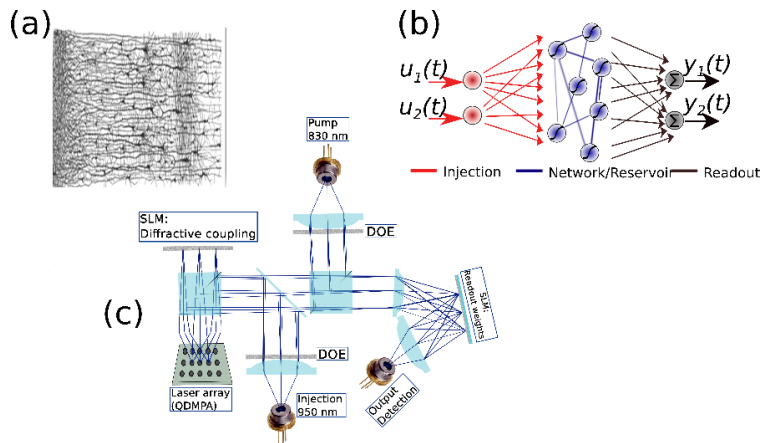 (a)
(b)
u1(t)
u2(t)
Σ
Σ
y1(t)
y2(t)
Injection
Network/Reservoi
Readout
(c)
Pump
830 nm
SLM:
Diffractive coupling
DOE
SLM:
Readout weights
DOE
Laser array
(QDMPA)
Injection
950 nm
Output
Detection